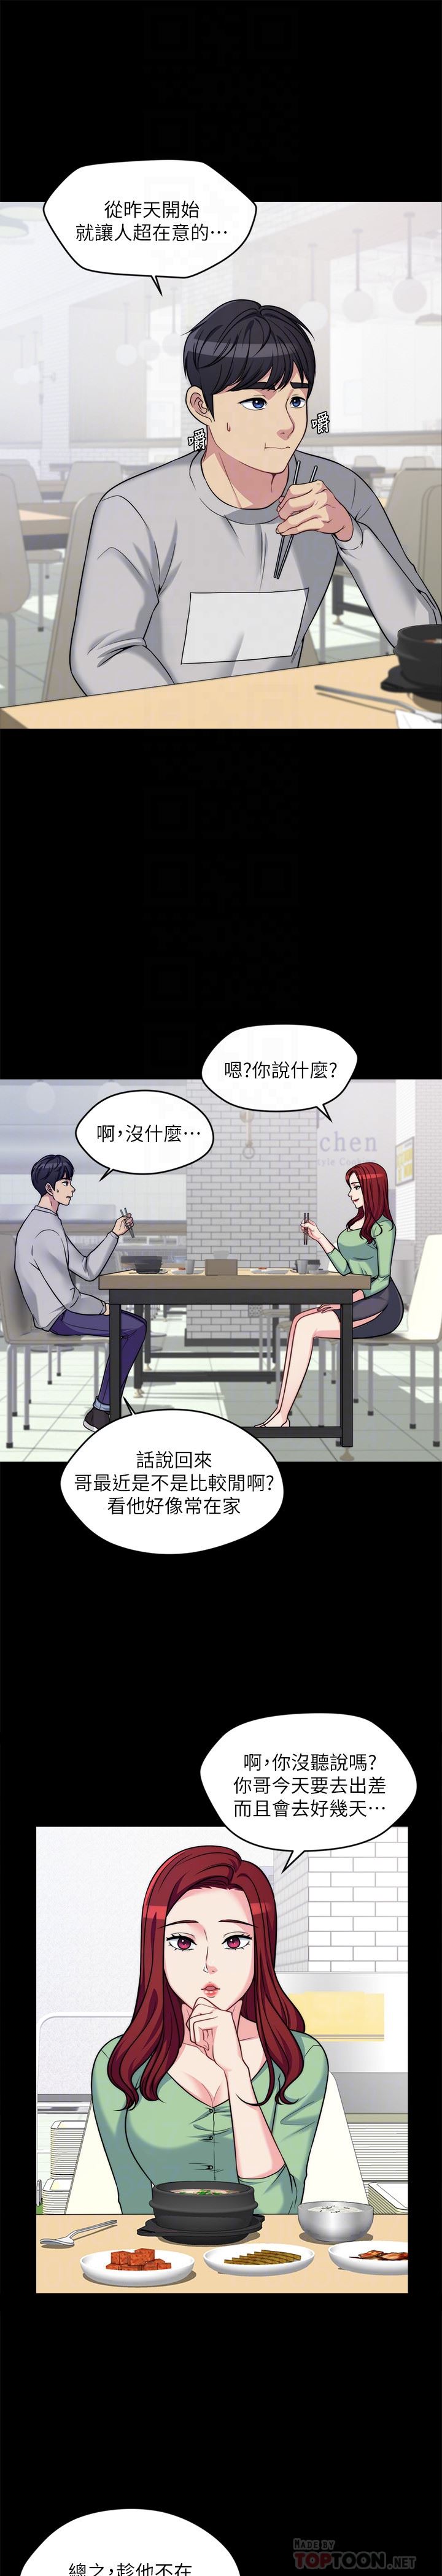 從昨天開始
就讓人超在意的…
嚼
嚼
嗯?你說什麼?
啊,沒什麼…
chen
style Cooking
話說回來
哥最近是不是比較閒啊?
看他好像常在家
啊,你沒聽說嗎?
你哥今天要去出差
而且會去好幾天…
總之,趁他不在
MADE BY
TOPTOON.NET